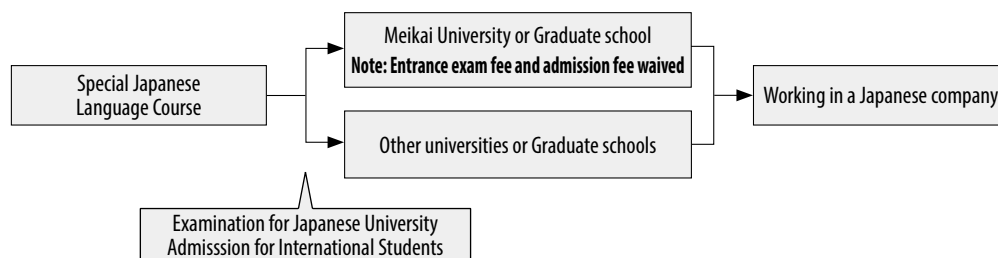 Special Japanese
Language Course
Meikai University or Graduate school
Note: Entrance exam fee and admission fee waived
Other universities or Graduate schools
Working in a Japanese company
Examination for Japanese University
Admisssion for International Students